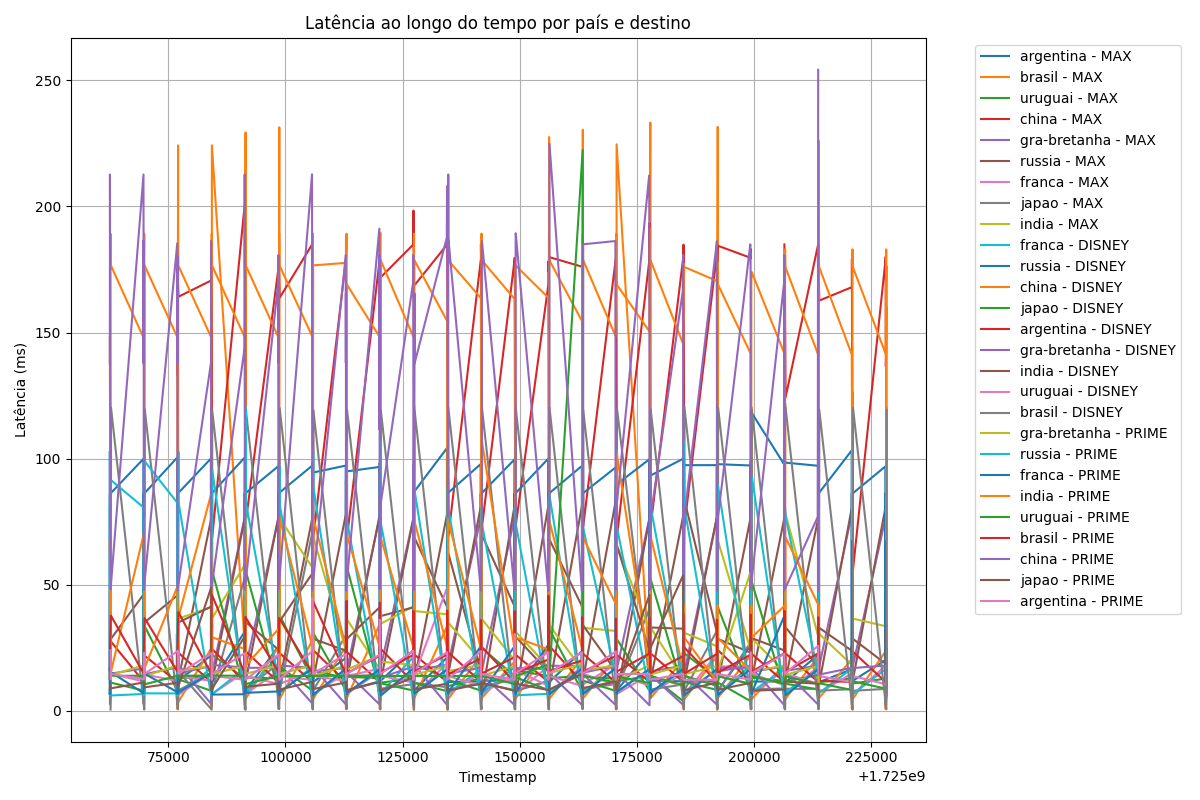 Latência ao longo do tempo por país e destino
250
200
150
100
50
0
Latência (ms)
75000 100000 125000 150000 175000 200000 225000
Timestamp
+1.725e9
argentina - MAX
brasil - MAX
uruguai - MAX
china - MAX
gra-bretanha - MAX
russia - MAX
franca - MAX
japao - MAX
india - MAX
franca - DISNEY
russia - DISNEY
china - DISNEY
japao - DISNEY
argentina - DISNEY
gra-bretanha - DISNEY
india - DISNEY
uruguai - DISNEY
brasil - DISNEY
gra-bretanha - PRIME
russia - PRIME
franca - PRIME
india - PRIME
uruguai - PRIME
brasil - PRIME
china - PRIME
japao - PRIME
argentina - PRIME